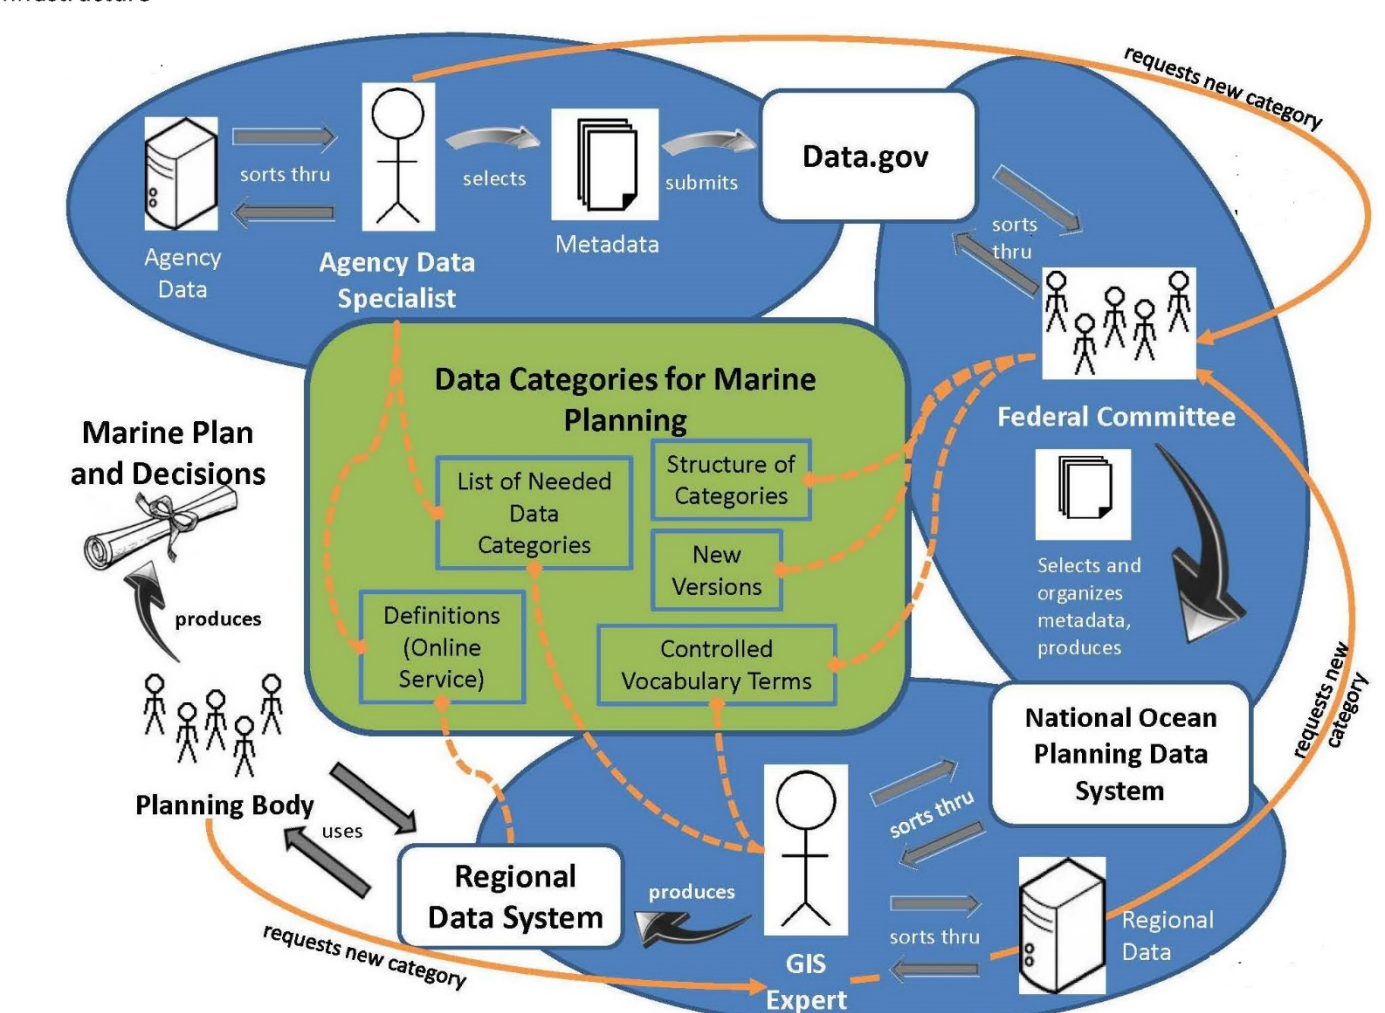 requests new category
Data.gov
sorts thru
selects
submits
Agency
Data
Agency Data
Specialist
Metadata
sorts
thru
Data Categories for Marine
Planning
Federal Committee
Marine Plan
and Decisions
List of Needed
Data
Categories
Structure of
Categories
New
Versions
Selects and
organizes
metadata,
produces
produces
Definitions
(Online
Service)
Controlled
Vocabulary Terms
requests new
category
National Ocean
Planning Data
System
Planning Body
uses
sorts thru
Regional
Data System
produces
sorts thru
Regional
Data
requests new category
GIS
Expert